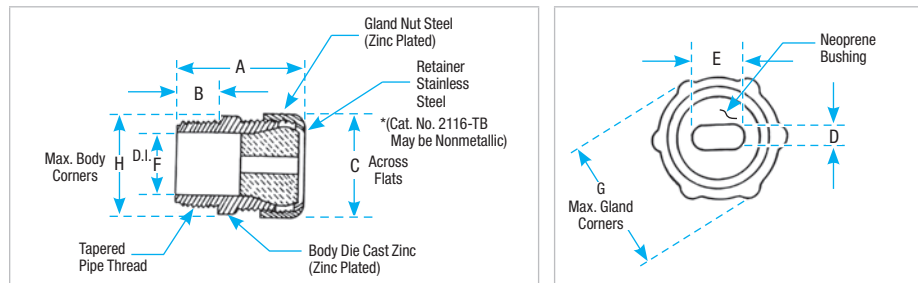 Gland Nut Steel
(Zinc Plated)
A
Retainer
Stainless
Steel
B
*(Cat. No. 2116-TB
May be Nonmetallic)
Max. Body
Corners
H
D.I.
F
C
Across
Flats
Tapered
Pipe Thread
Body Die Cast Zinc
(Zinc Plated)
Neoprene
Bushing
E
D
G
Max. Gland
Corners